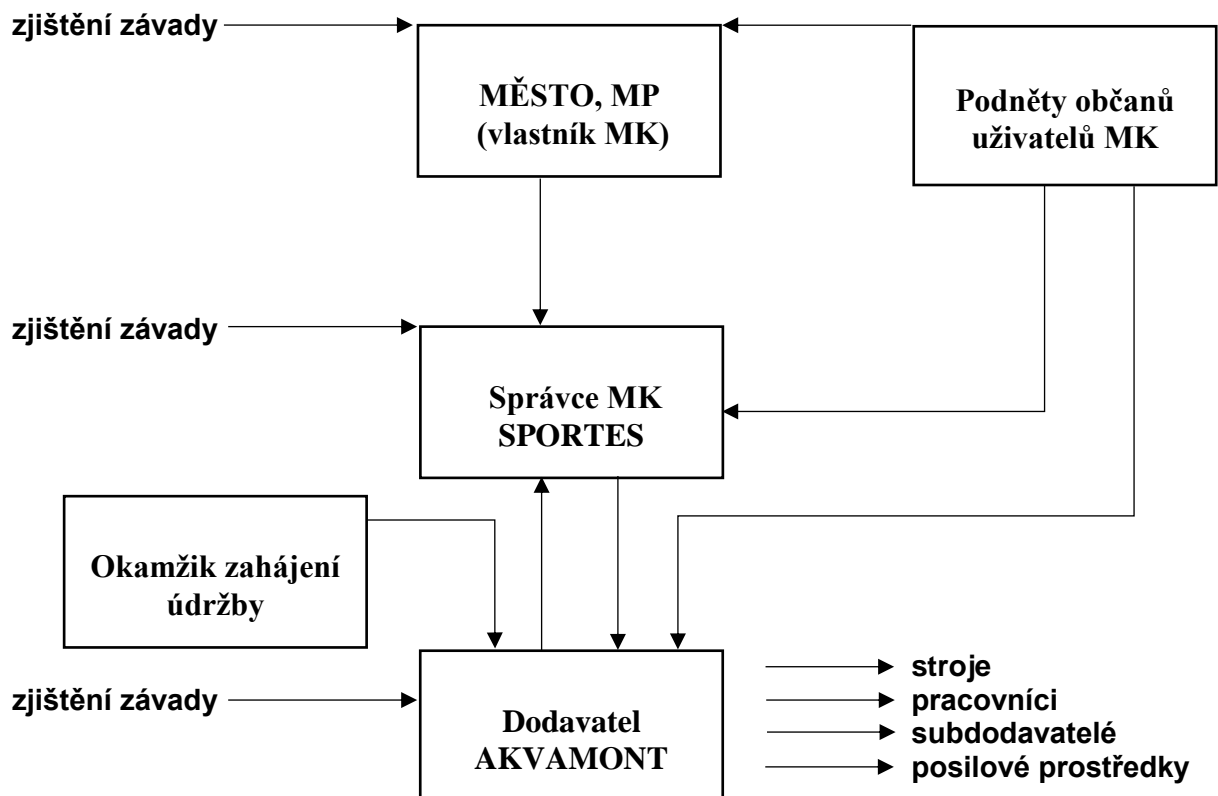 zjištění závady
MĚSTO, MP
(vlastník MK)
Podněty občanů
uživatelů MK
zjištění závady
Správce MK
SPORTES
Okamžik zahájení
údržby
zjištění závady
Dodavatel
AKVAMONT
stroje
pracovníci
subdodavatelé
posilové prostředky